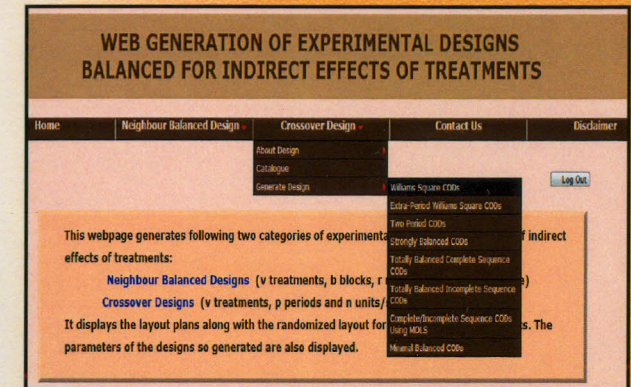 WEB GENERATION OF EXPERIMENTAL DESIGNS
BALANCED FOR INDIRECT EFFECTS OF TREATMENTS
Home Neighbour Balanced Design Crossover Design Contact Us Disclaimer
About Design
Catalogue
Generate Design
Williams Square CODs
Extra-Period Williams Square CODs
Two Period CODs
Strongly Balanced CODs
Totally Balanced Complete Sequence
CODs
Totally Balanced Incomplete Sequence
CODs
Complete/Incomplete Sequence CODs
Using MOLS
Minimal Balanced CODs
Log Out
This webpage generates following two categories of experimental f indirect
effects of treatments:
Neighbour Balanced Designs (v treatments, b blocks, r e)
Crossover Designs (v treatments, p periods and n units/
It displays the layout plans along with the randomized layout for ts. The
parameters of the designs so generated are also displayed.